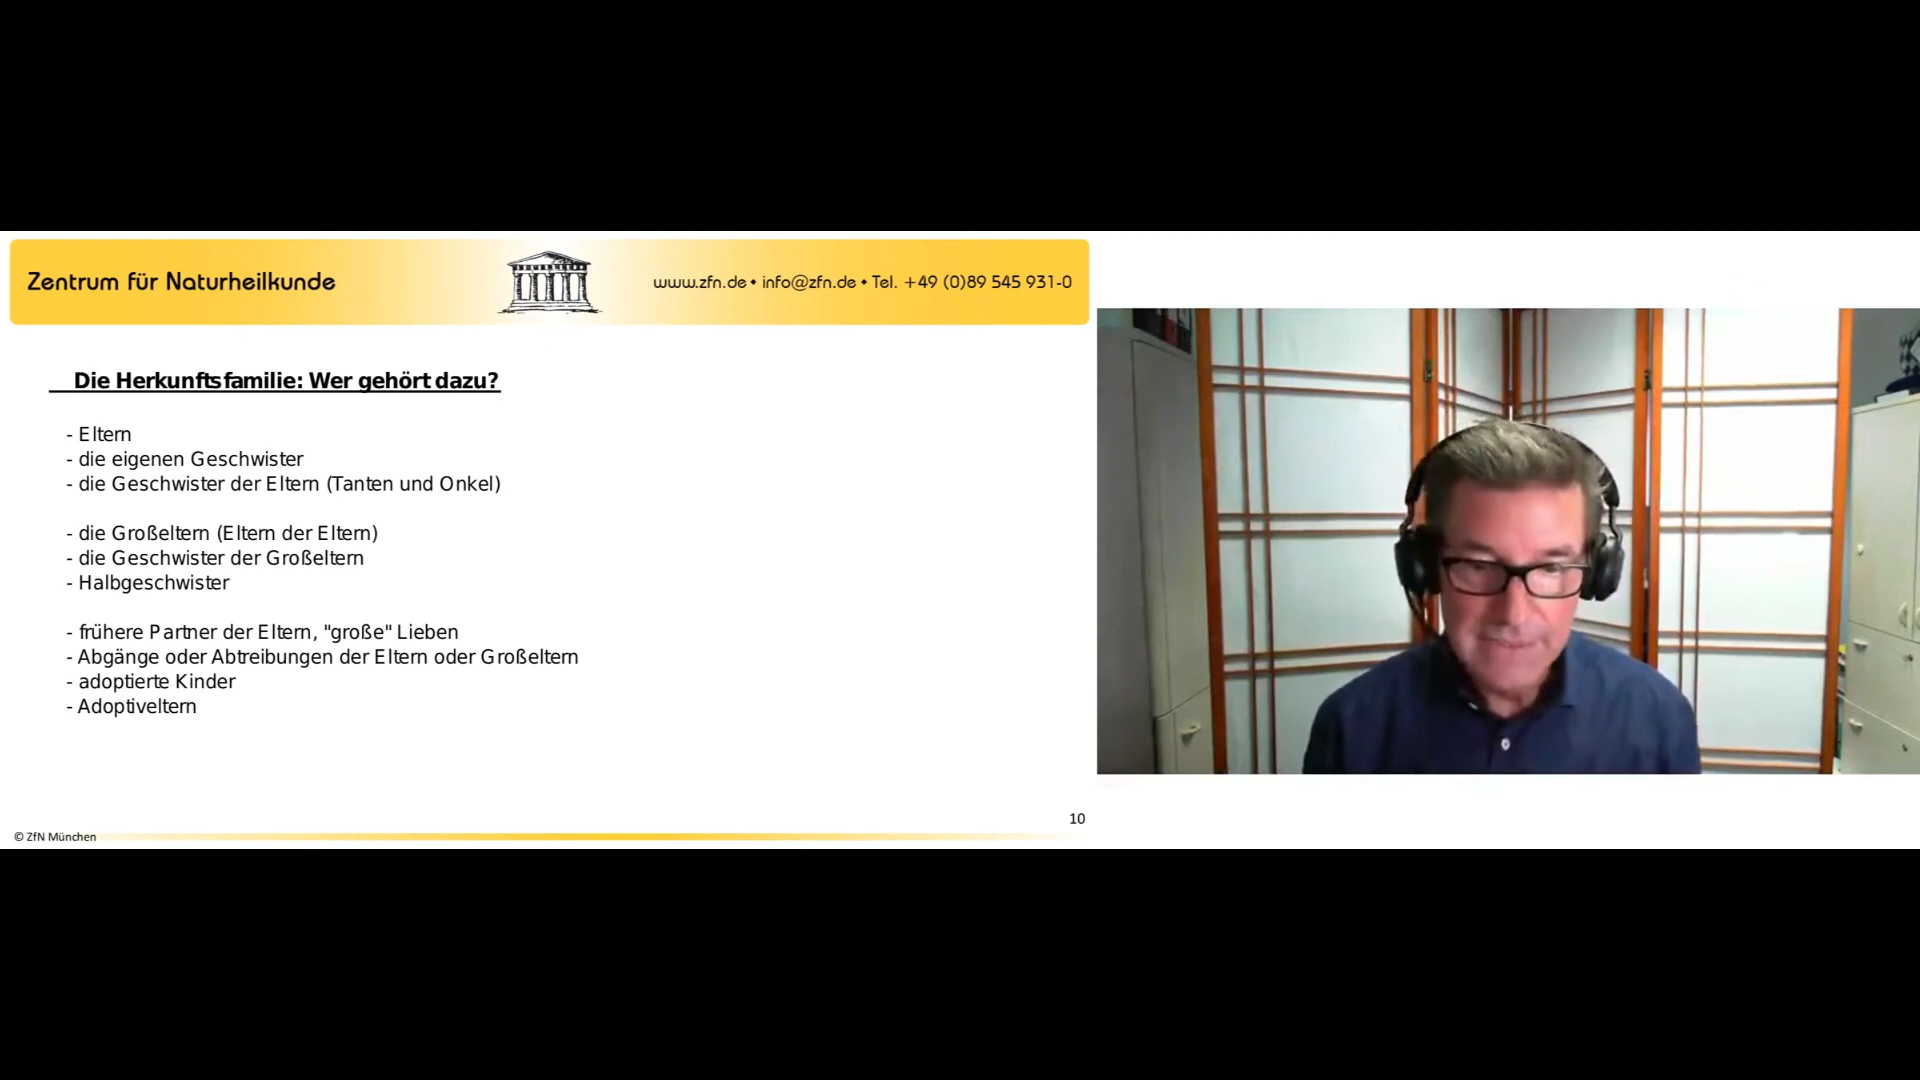 Zentrum für Naturheilkunde
www.zfn.de • info@zfn.de • Tel. +49 (0)89 545 931-0
Die Herkunftsfamilie: Wer gehört dazu?
- Eltern
- die eigenen Geschwister
- die Geschwister der Eltern (Tanten und Onkel)
- die Großeltern (Eltern der Eltern)
- die Geschwister der Großeltern
- Halbgeschwister
- frühere Partner der Eltern, "große" Lieben
- Abgänge oder Abtreibungen der Eltern oder Großeltern
- adoptierte Kinder
- Adoptiveltern
10
© ZfN München